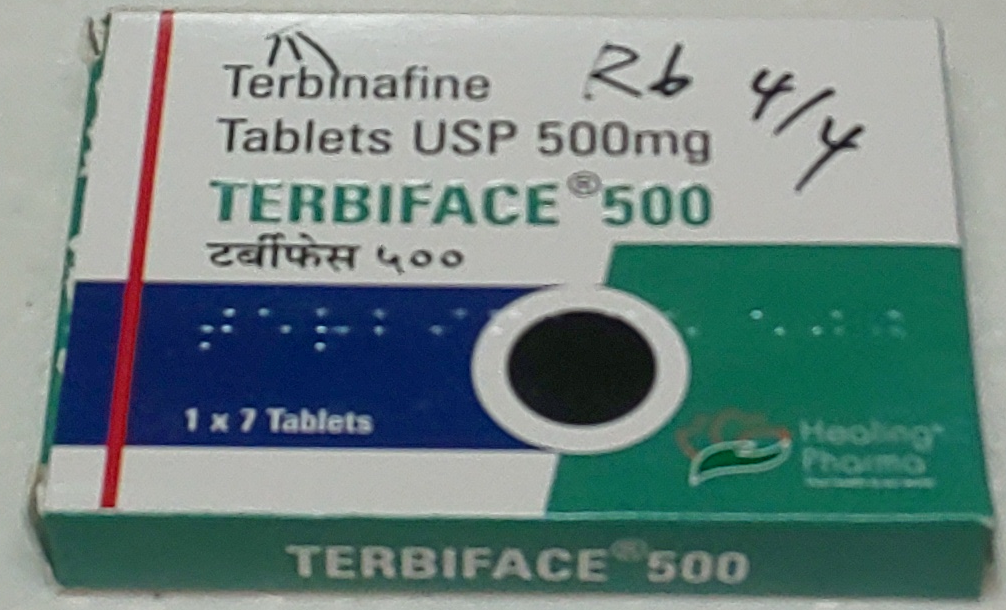 Terbinafine
Rb 4/4
Tablets USP 500mg
TERBIFACE® 500
टर्बीफेस ५००
1 x 7 Tablets
Healing
Pharma
TERBIFACE® 500